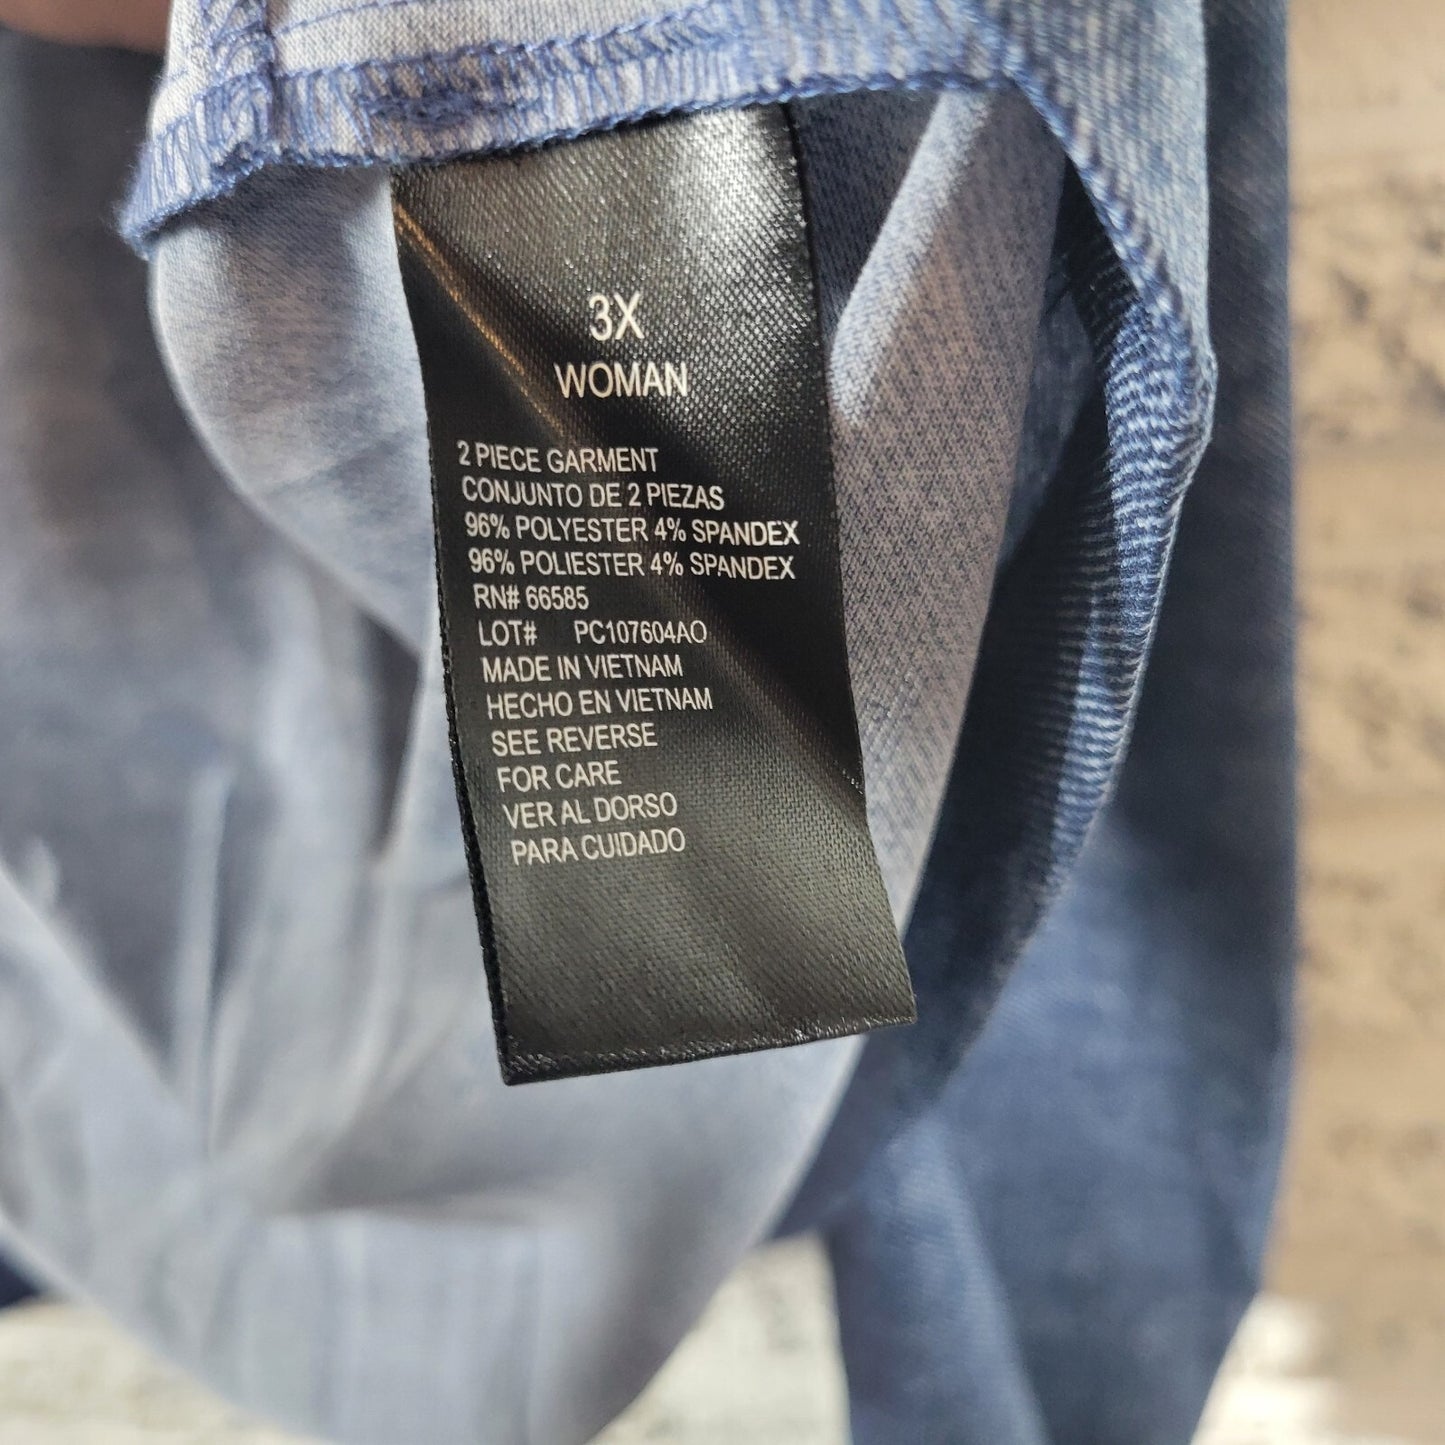 3X
WOMAN
2 PIECE GARMENT
CONJUNTO DE 2 PIEZAS
96% POLYESTER 4% SPANDEX
96% POLIESTER 4% SPANDEX
RN# 66585
LOT# PC107604AO
MADE IN VIETNAM
HECHO EN VIETNAM
SEE REVERSE
FOR CARE
VER AL DORSO
PARA CUIDADO